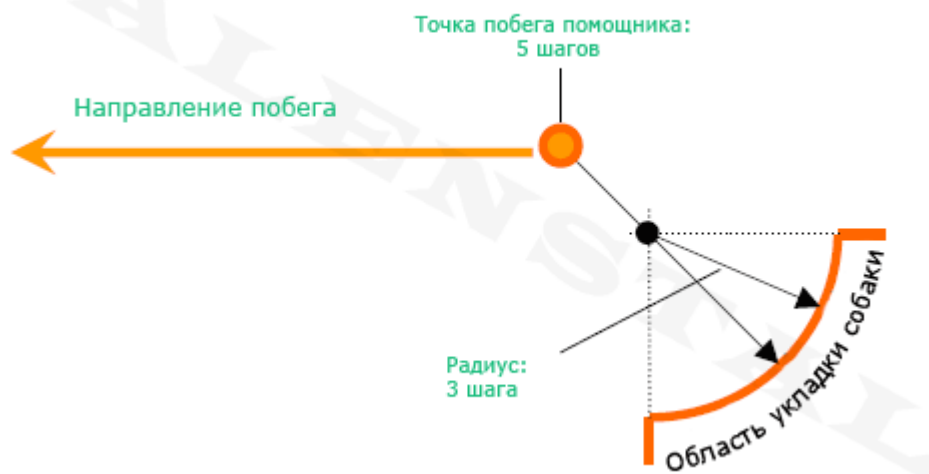 Точка побега помощника:
5 шагов
Направление побега
Радиус:
3 шага
Область укладки собаки